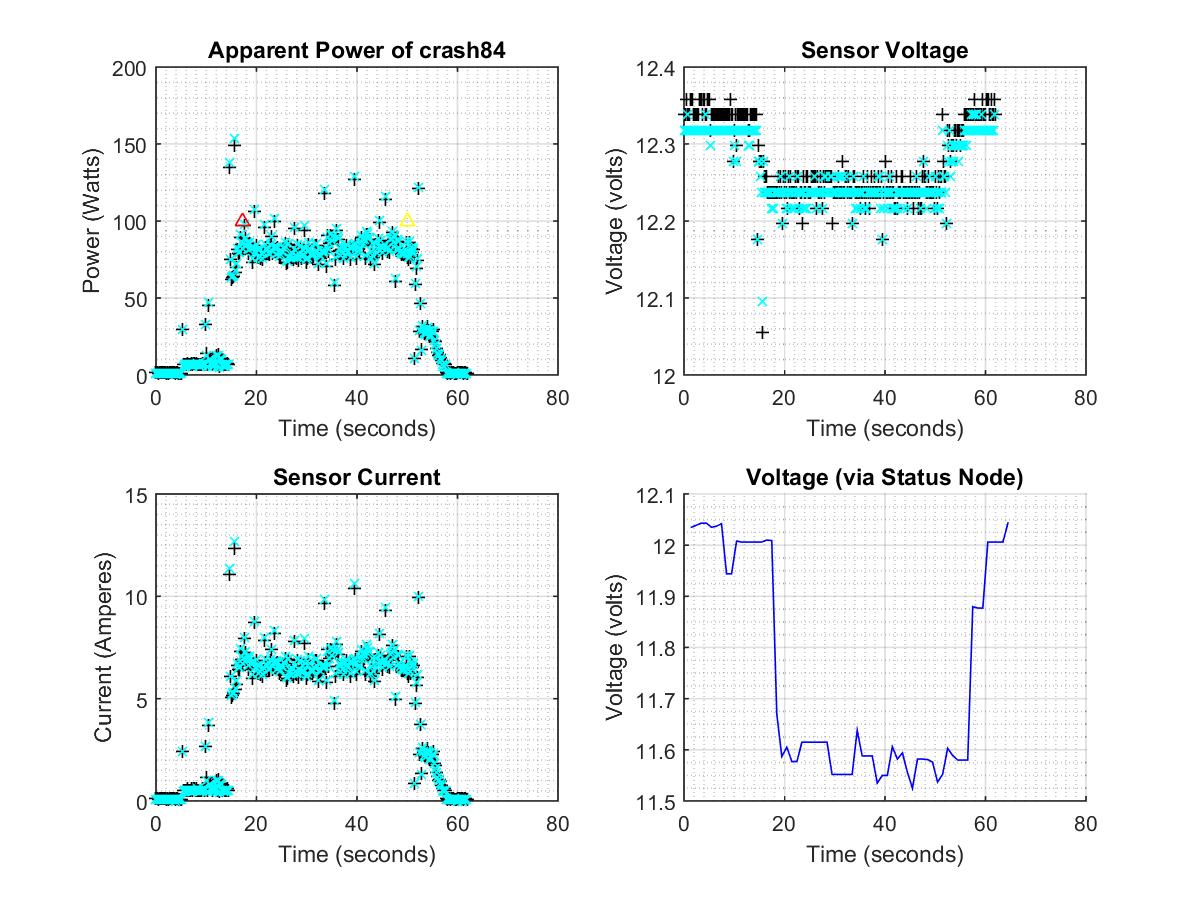 Apparent Power of crash84
200
150
100
50
0
Power (Watts)
0 20 40 60 80
Time (seconds)
Sensor Voltage
12.4
12.3
12.2
12.1
12
Voltage (volts)
0 20 40 60 80
Time (seconds)
Sensor Current
15
10
5
0
Current (Amperes)
0 20 40 60 80
Time (seconds)
Voltage (via Status Node)
12.1
12
11.9
11.8
11.7
11.6
11.5
Voltage (volts)
0 20 40 60 80
Time (seconds)